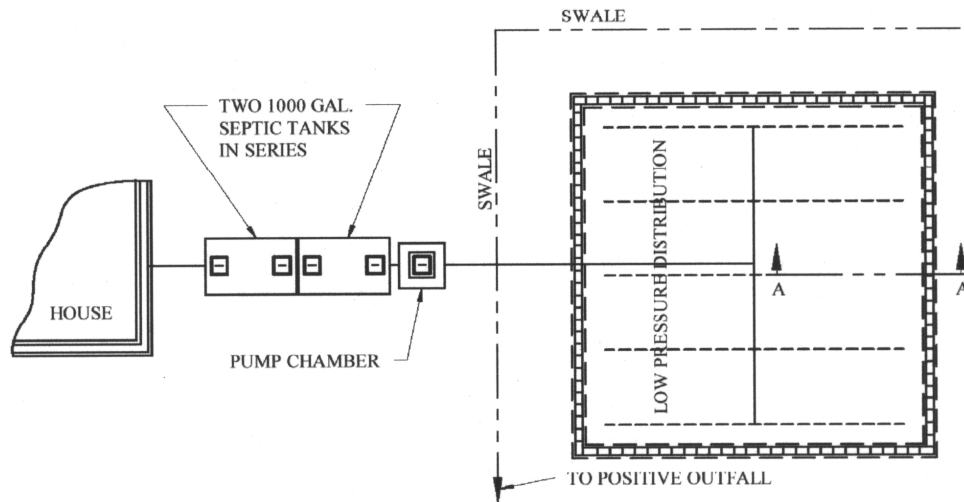 SWALE
TWO 1000 GAL.
SEPTIC TANKS
IN SERIES
SWALE
LOW PRESSURE DISTRIBUTION
A
A
HOUSE
PUMP CHAMBER
TO POSITIVE OUTFALL